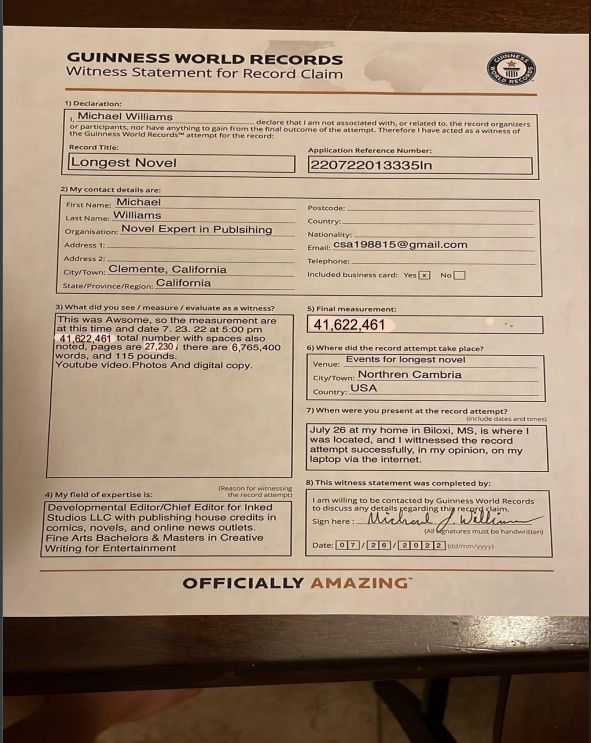 GUINNESS WORLD RECORDS
Witness Statement for Record Claim
GUINNESS WORLD RECORDS
1) Declaration:
I, Michael Williams declare that I am not associated with, or related to, the record organizers
or participants, nor have anything to gain from the final outcome of the attempt. Therefore I have acted as a witness of
the Guinness World Records™ attempt for the record:
Record Title:
Longest Novel
Application Reference Number:
220722013335ln
2) My contact details are:
First Name: Michael
Last Name: Williams
Organisation: Novel Expert in Publsihing
Address 1:
Address 2:
City/Town: Clemente, California
State/Province/Region: California
Postcode:
Country:
Nationality:
Email: csa198815@gmail.com
Telephone:
Included business card: Yes x No
3) What did you see / measure / evaluate as a witness?
This was Awsome, so the measurement are
at this time and date 7. 23. 22 at 5:00 pm
41,622,461 total number with spaces also
noted, pages are 27,230, there are 6,765,400
words, and 115 pounds.
Youtube video.Photos And digital copy.
(Reason for witnessing
the record attempt)
4) My field of expertise is:
Developmental Editor/Chief Editor for Inked
Studios LLC with publishing house credits in
comics, novels, and online news outlets.
Fine Arts Bachelors & Masters in Creative
Writing for Entertainment
5) Final measurement:
41,622,461
6) Where did the record attempt take place?
Venue: Events for longest novel
City/Town: Northren Cambria
Country: USA
7) When were you present at the record attempt?
(include dates and times)
July 26 at my home in Biloxi, MS, is where I
was located, and I wittnessed the record
attempt successfully, in my opinion, on my
laptop via the internet.
8) This witness statement was completed by:
I am willing to be contacted by Guinness World Records
to discuss any details regarding this record claim.
Sign here: Michael J. William
(All signatures must be handwritten)
Date: 07/26/2022 (dd/mm/yyyy)
OFFICIALLY AMAZING™